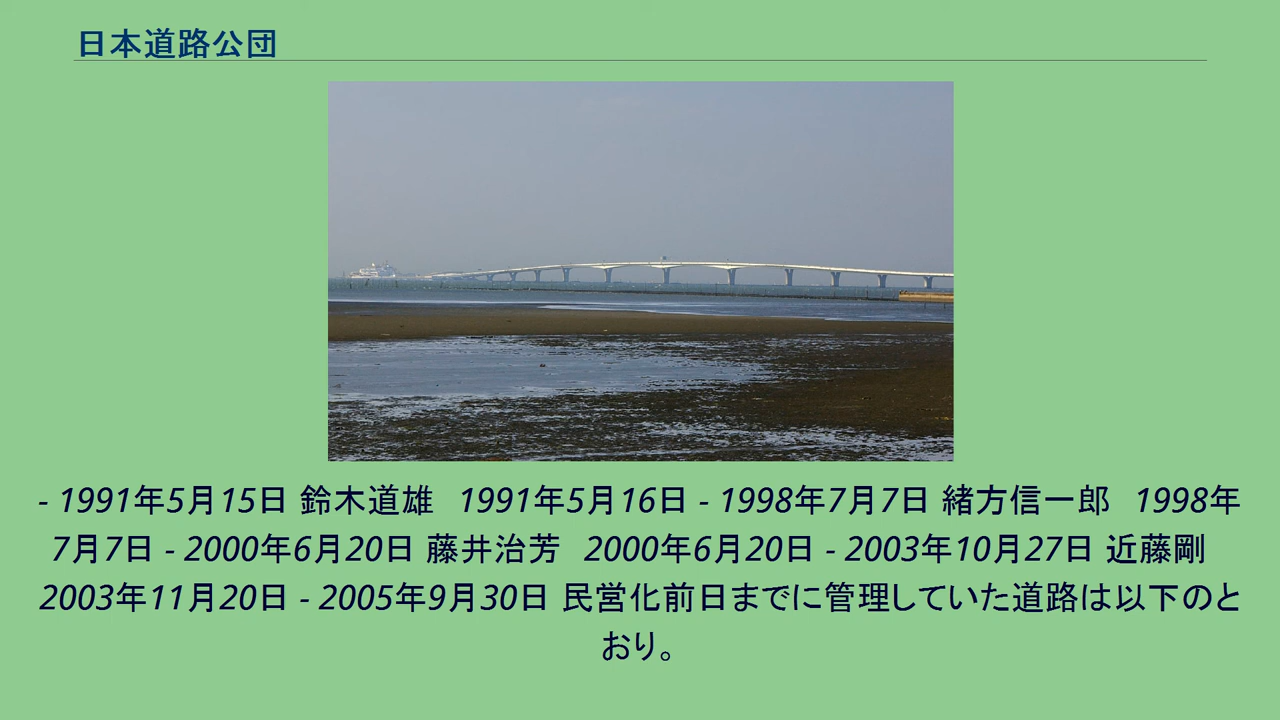 日本道路公団
- 1991年5月15日 鈴木道雄 1991年5月16日 - 1998年7月7日 緒方信一郎 1998年
7月7日 - 2000年6月20日 藤井治芳 2000年6月20日 - 2003年10月27日 近藤剛
2003年11月20日 - 2005年9月30日 民営化前日までに管理していた道路は以下のと
おり。